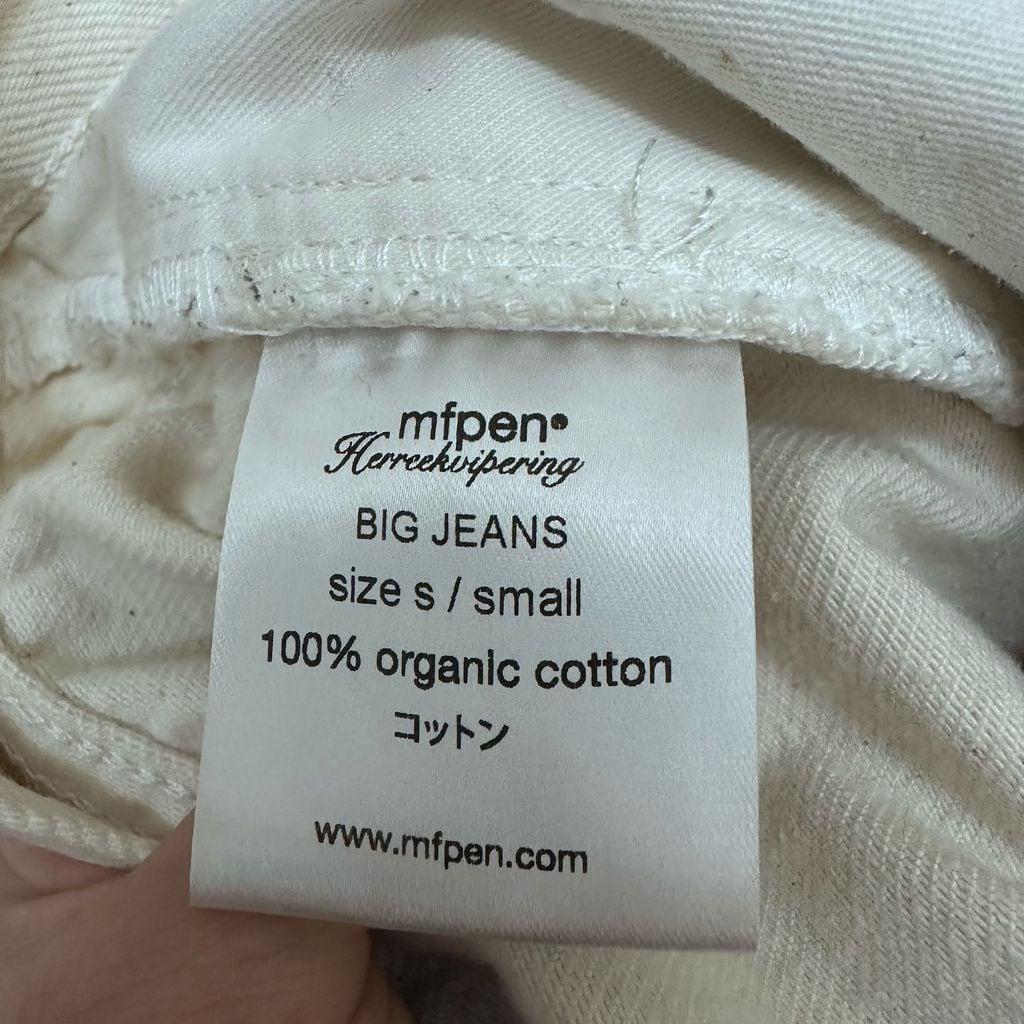 mfpen
Herreekvipering
BIG JEANS
size s / small
100% organic cotton
コットン
www.mfpen.com